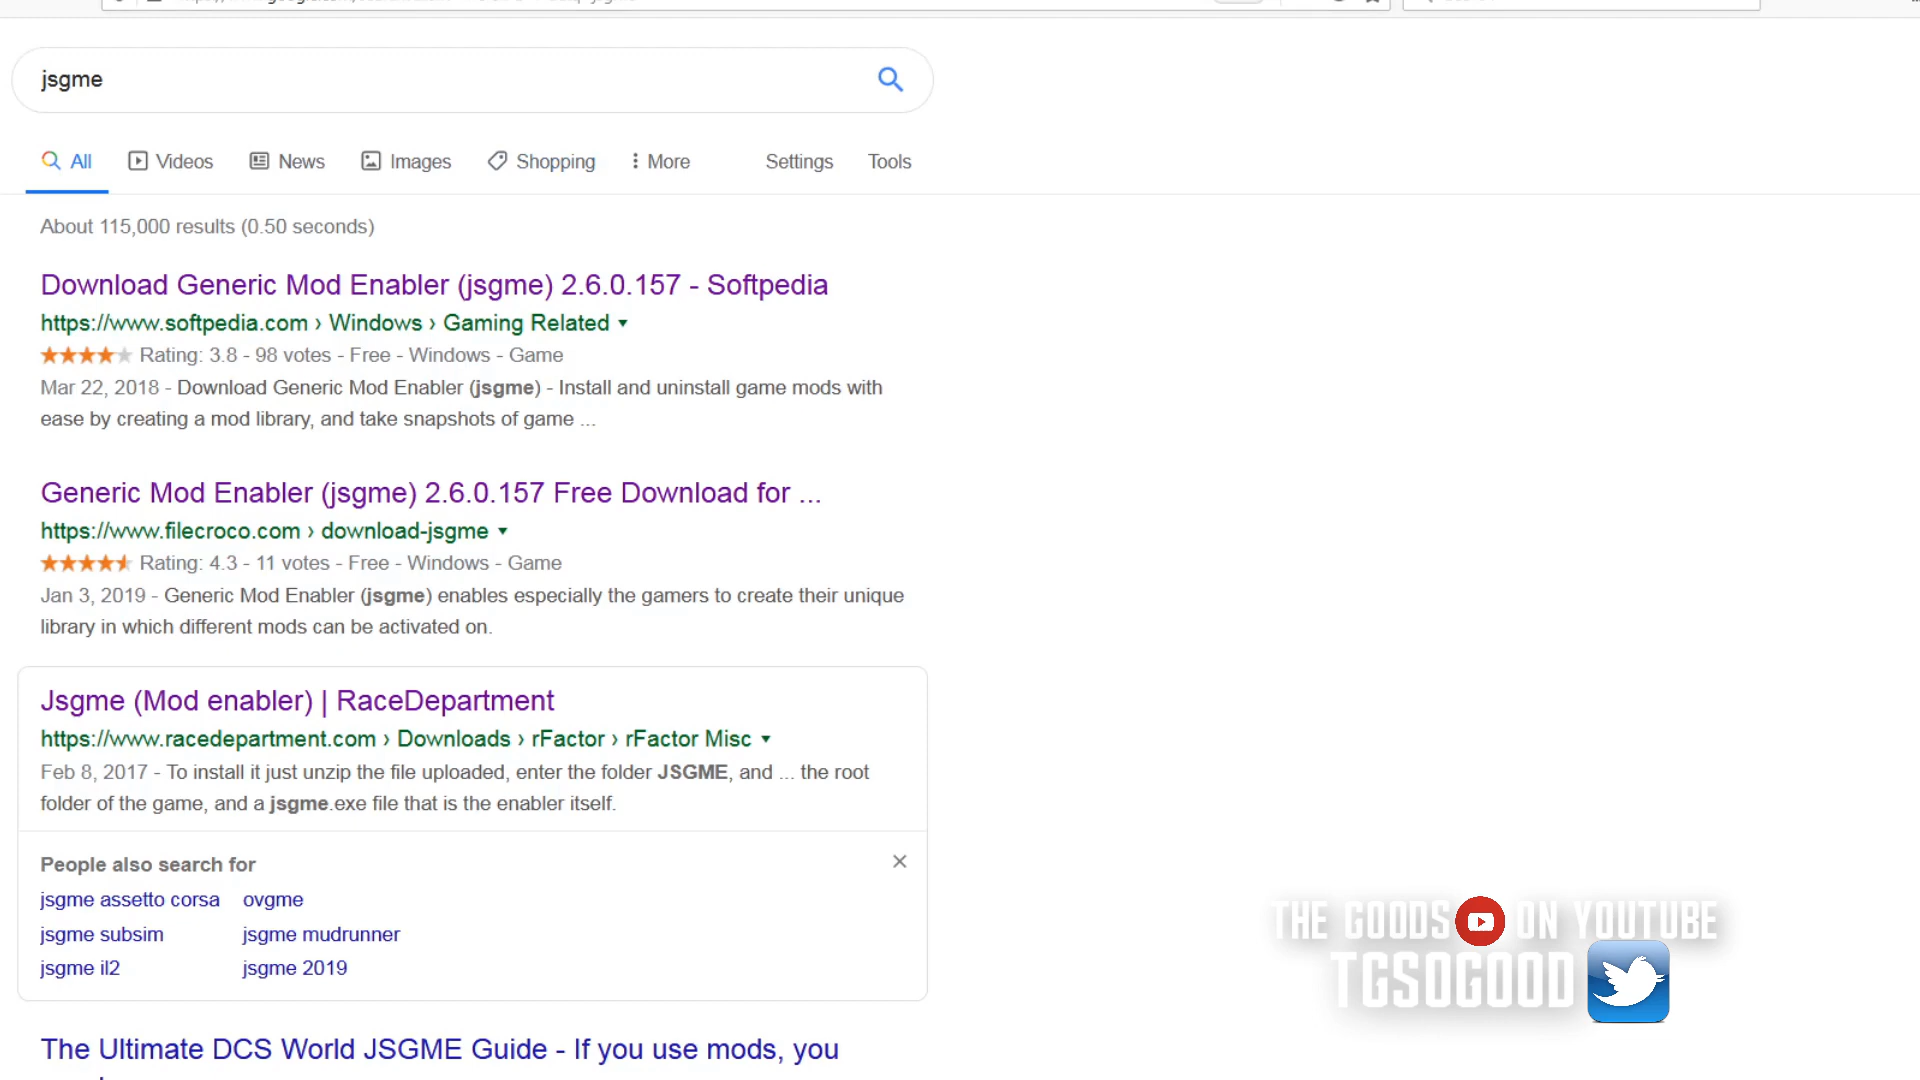 jsgme
All Videos News Images Shopping More Settings Tools
About 115,000 results (0.50 seconds)
Download Generic Mod Enabler (jsgme) 2.6.0.157 - Softpedia
https://www.softpedia.com › Windows › Gaming Related
Rating: 3.8 - 98 votes - Free - Windows - Game
Mar 22, 2018 - Download Generic Mod Enabler (jsgme) - Install and uninstall game mods with
ease by creating a mod library, and take snapshots of game ...
Generic Mod Enabler (jsgme) 2.6.0.157 Free Download for ...
https://www.filecroco.com › download-jsgme
Rating: 4.3 - 11 votes - Free - Windows - Game
Jan 3, 2019 - Generic Mod Enabler (jsgme) enables especially the gamers to create their unique
library in which different mods can be activated on.
Jsgme (Mod enabler) | RaceDepartment
https://www.racedepartment.com › Downloads › rFactor › rFactor Misc
Feb 8, 2017 - To install it just unzip the file uploaded, enter the folder JSGME, and ... the root
folder of the game, and a jsgme.exe file that is the enabler itself.
People also search for
jsgme assetto corsa ovgme
jsgme subsim jsgme mudrunner
jsgme il2 jsgme 2019
THE GOODS ON YOUTUBE
TGSOGOOD
The Ultimate DCS World JSGME Guide - If you use mods, you